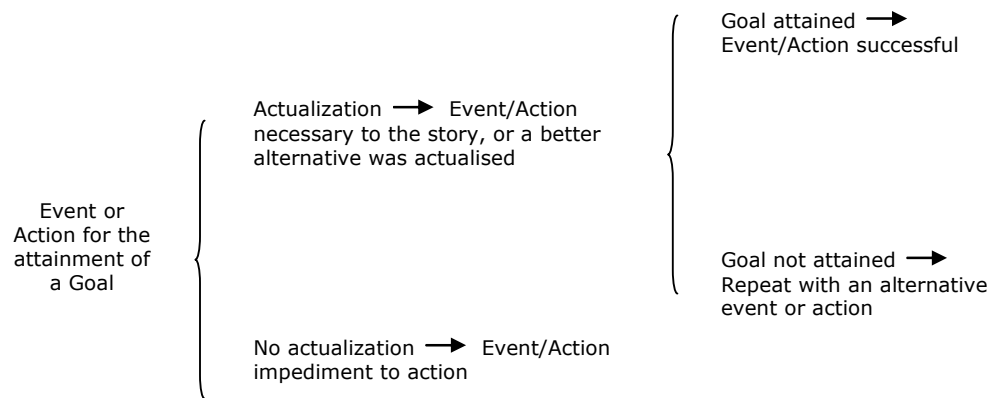 Event or
Action for the
attainment of
a Goal
Actualization → Event/Action
necessary to the story, or a better
alternative was actualised
No actualization → Event/Action
impediment to action
Goal attained →
Event/Action successful
Goal not attained →
Repeat with an alternative
event or action